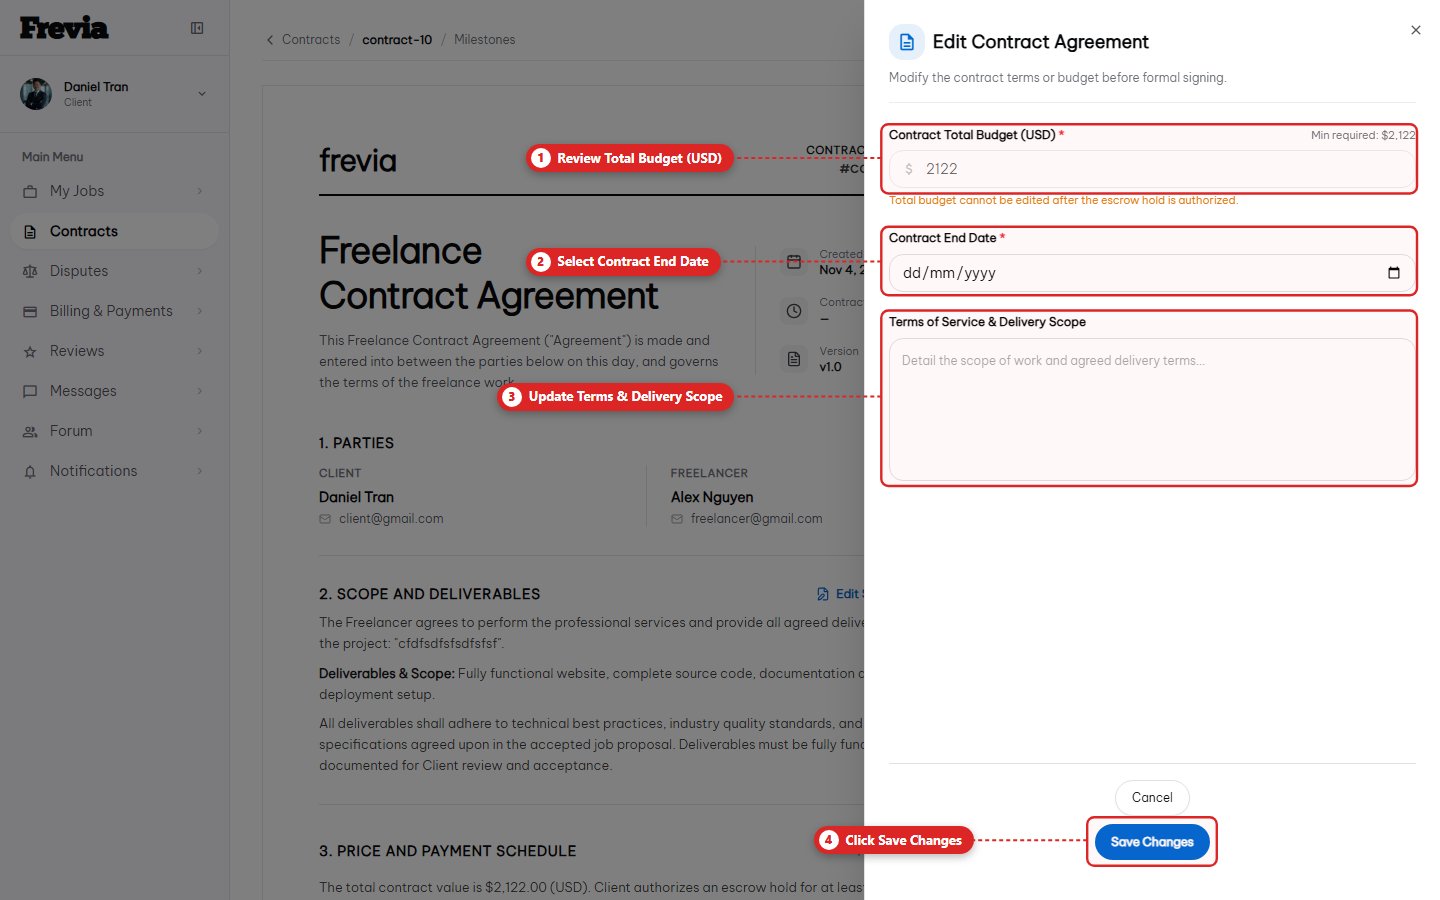 Frevia
Daniel Tran
Client
Main Menu
My Jobs
Contracts
Disputes
Billing & Payments
Reviews
Messages
Forum
Notifications
Contracts / contract-10 / Milestones
frevia
CONTRAC
#CO
Freelance
Contract Agreement
This Freelance Contract Agreement ("Agreement") is made and
entered into between the parties below on this day, and governs
the terms of the freelance work.
Created
Nov 4, 2
Contrac
—
Version
v1.0
1. PARTIES
CLIENT
Daniel Tran
client@gmail.com
FREELANCER
Alex Nguyen
freelancer@gmail.com
2. SCOPE AND DELIVERABLES
Edit S
The Freelancer agrees to perform the professional services and provide all agreed delive
the project: "cfdfsdfsfsdfsfsf".
Deliverables & Scope: Fully functional website, complete source code, documentation a
deployment setup.
All deliverables shall adhere to technical best practices, industry quality standards, and
specifications agreed upon in the accepted job proposal. Deliverables must be fully func
documented for Client review and acceptance.
3. PRICE AND PAYMENT SCHEDULE
The total contract value is $2,122.00 (USD). Client authorizes an escrow hold for at leas
1 Review Total Budget (USD)
2 Select Contract End Date
3 Update Terms & Delivery Scope
4 Click Save Changes
Edit Contract Agreement
Modify the contract terms or budget before formal signing.
Contract Total Budget (USD) *
Min required: $2,122
$ 2122
Total budget cannot be edited after the escrow hold is authorized.
Contract End Date *
dd/mm/yyyy
Terms of Service & Delivery Scope
Detail the scope of work and agreed delivery terms...
Cancel
Save Changes